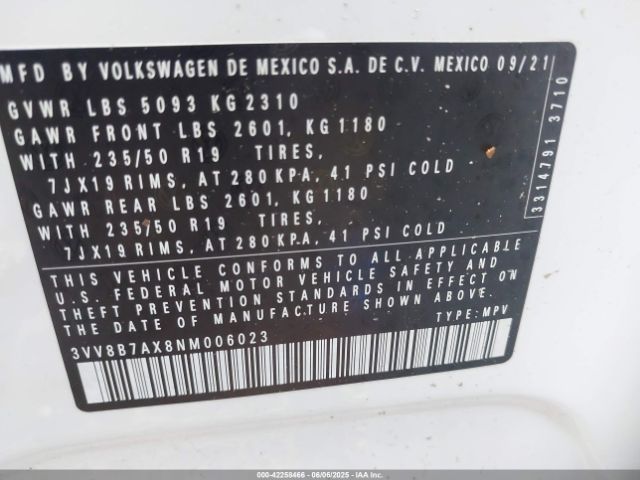 MFD BY VOLKSWAGEN DE MEXICO S.A. DE C.V. MEXICO 09/21
GVWR LBS 5093 KG 2310
GAWR FRONT LBS 2601, KG 1180
WITH 235/50 R19 TIRES,
7JX19 RIMS, AT 280 KPA, 41 PSI COLD
GAWR REAR LBS 2601, KG 1180
WITH 235/50 R19 TIRES,
7JX19 RIMS, AT 280 KPA, 41 PSI COLD
THIS VEHICLE CONFORMS TO ALL APPLICABLE
U.S. FEDERAL MOTOR VEHICLE SAFETY AND
THEFT PREVENTION STANDARDS IN EFFECT ON
THE DATE OF MANUFACTURE SHOWN ABOVE.
3VV8B7AX8NM006023 TYPE: MPV
3314791 3710
000-42258466 - 06/06/2025 - IAAI.CA